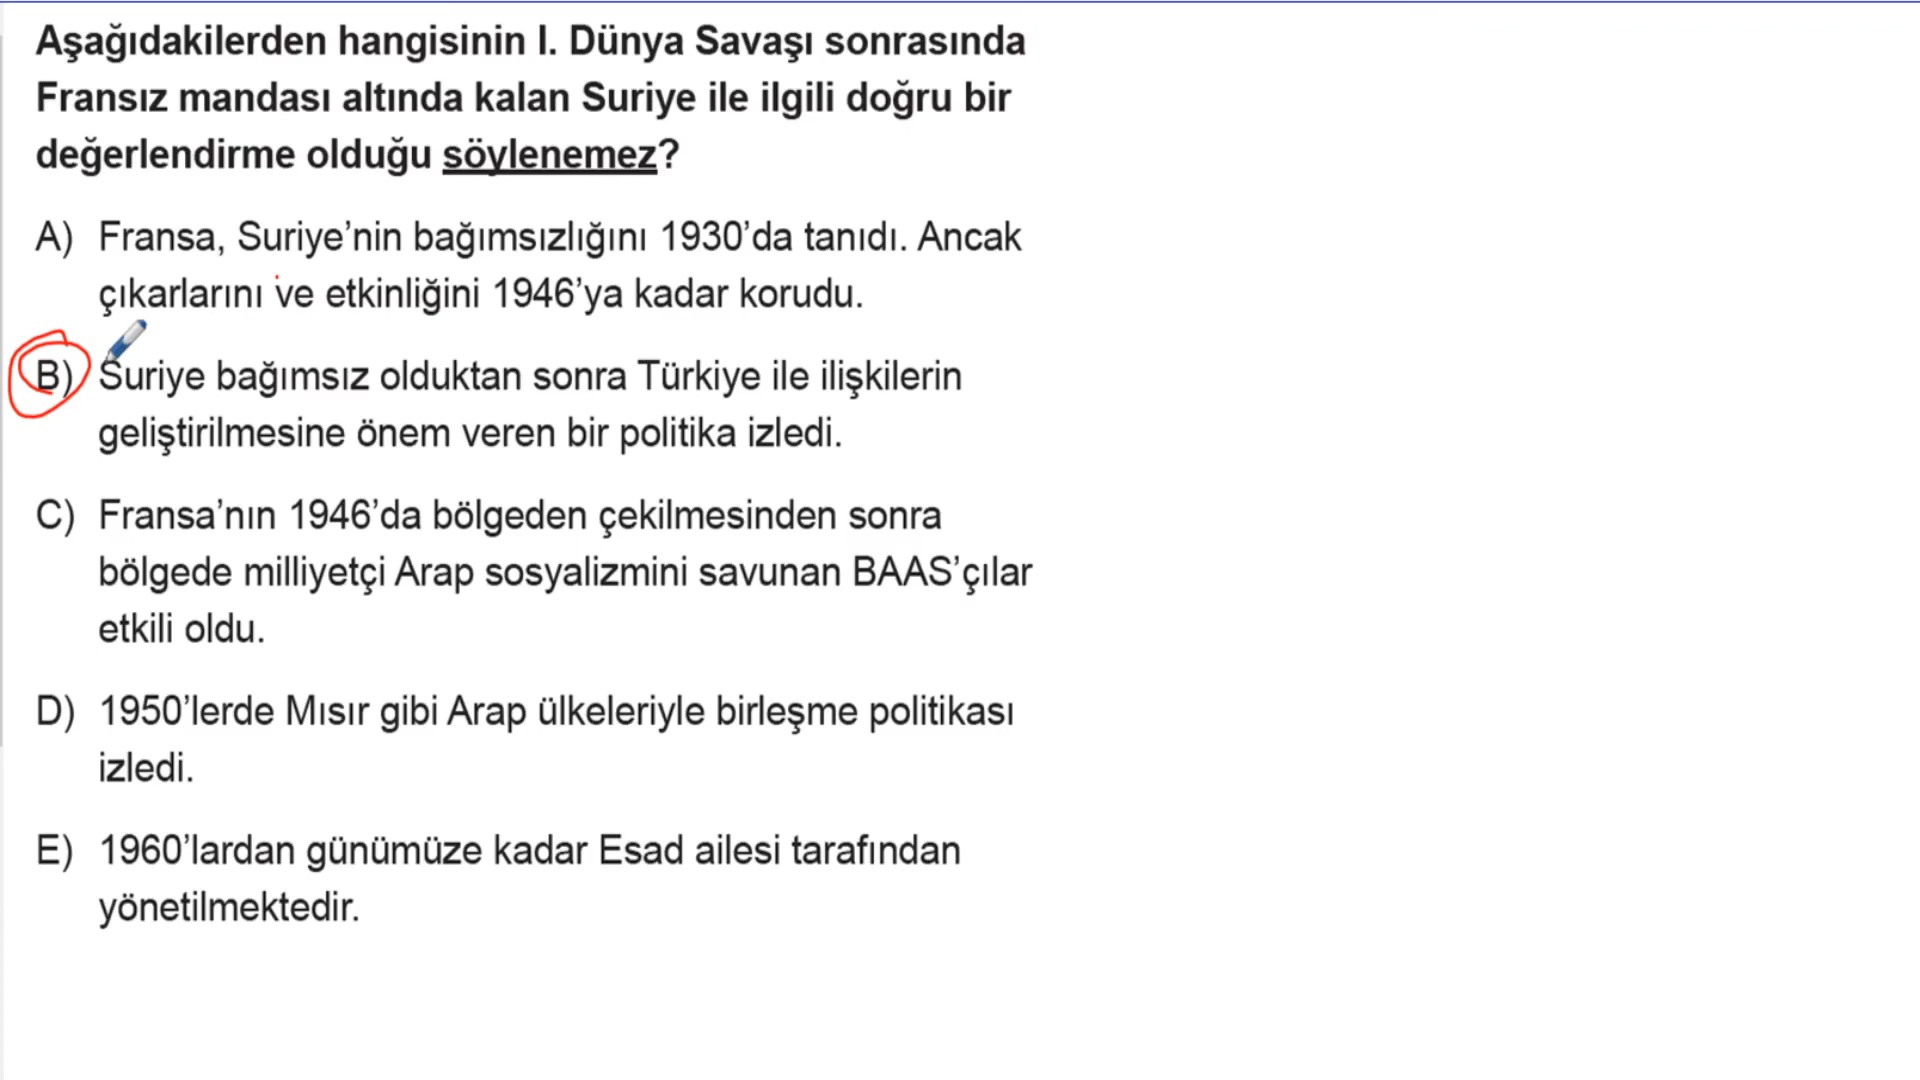 Aşağıdakilerden hangisinin I. Dünya Savaşı sonrasında
Fransız mandası altında kalan Suriye ile ilgili doğru bir
değerlendirme olduğu söylenemez?
A) Fransa, Suriye’nin bağımsızlığını 1930’da tanıdı. Ancak
çıkarlarını ve etkinliğini 1946’ya kadar korudu.
B) Suriye bağımsız olduktan sonra Türkiye ile ilişkilerin
geliştirilmesine önem veren bir politika izledi.
C) Fransa’nın 1946’da bölgeden çekilmesinden sonra
bölgede milliyetçi Arap sosyalizmini savunan BAAS’çılar
etkili oldu.
D) 1950’lerde Mısır gibi Arap ülkeleriyle birleşme politikası
izledi.
E) 1960’lardan günümüze kadar Esad ailesi tarafından
yönetilmektedir.